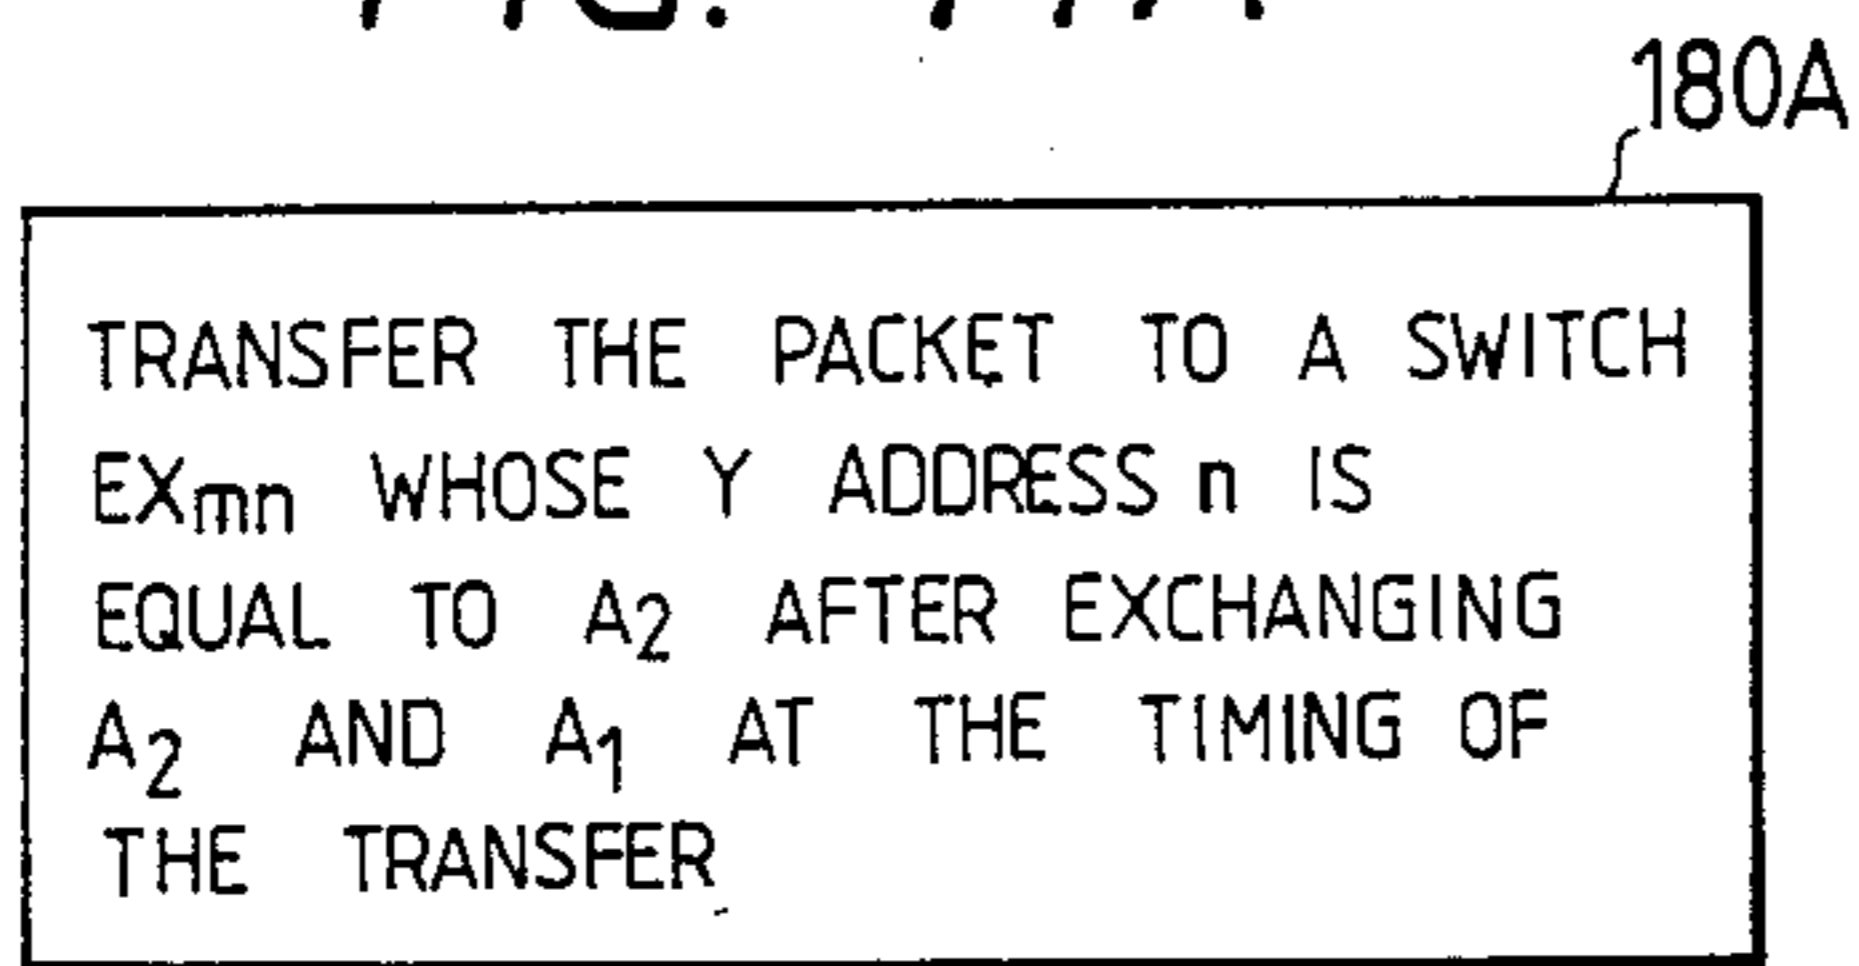 180A
TRANSFER THE PACKET TO A SWITCH
EXmn WHOSE Y ADDRESS n IS
EQUAL TO A2 AFTER EXCHANGING
A2 AND A1 AT THE TIMING OF
THE TRANSFER